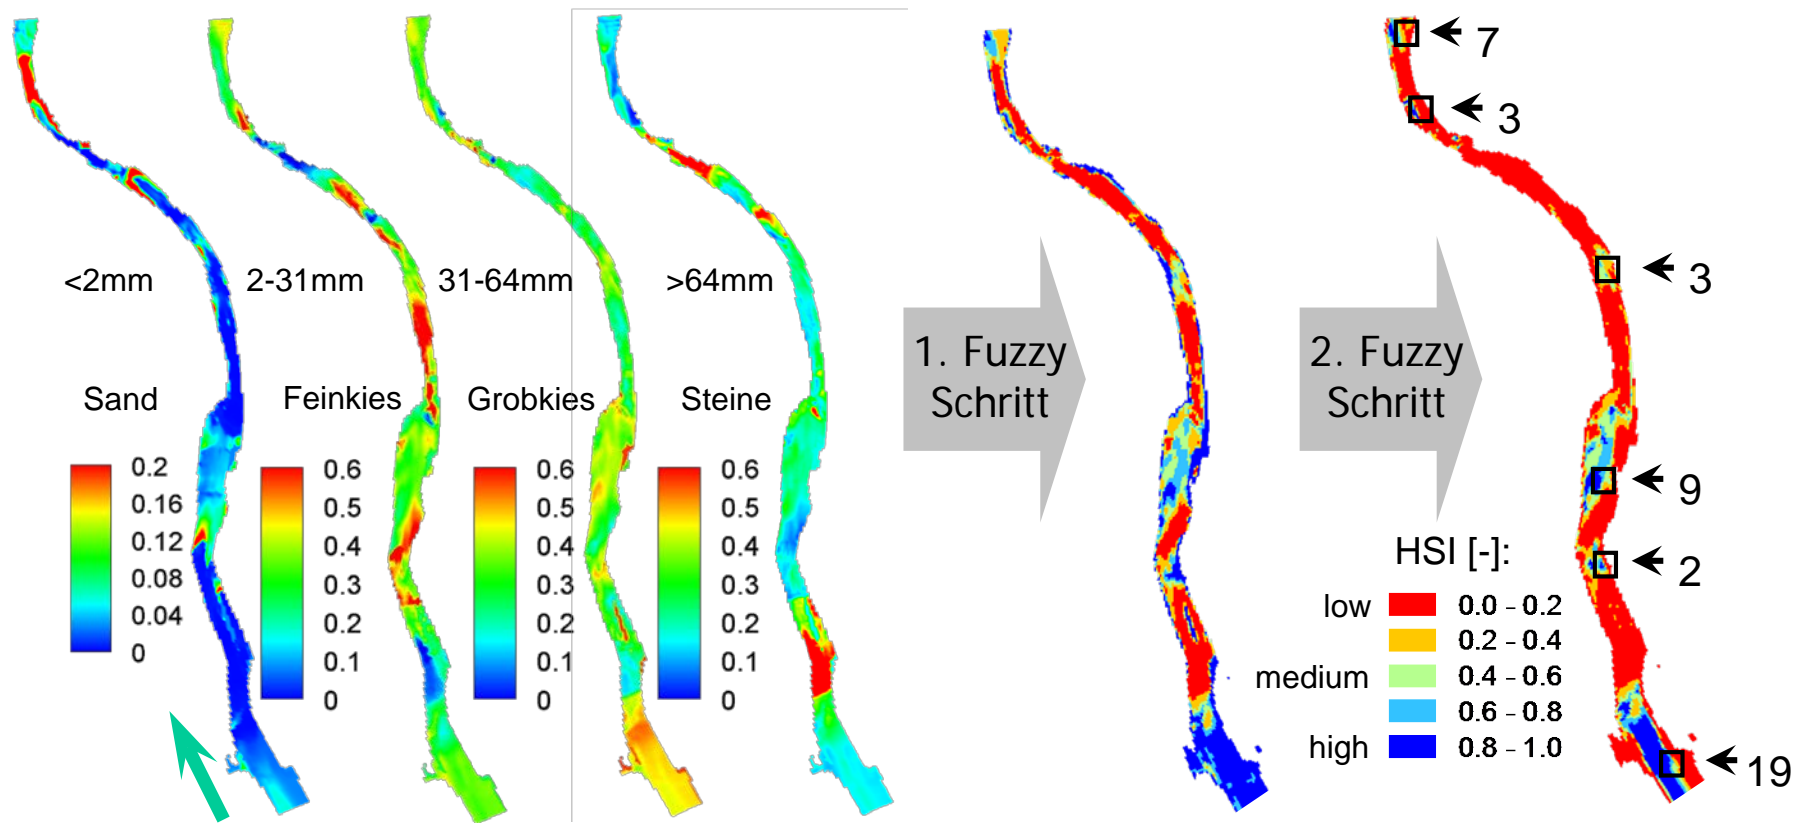 <2mm
2-31mm
31-64mm
>64mm
Sand
Feinkies
Grobkies
Steine
0.2
0.16
0.12
0.08
0.04
0
0.6
0.5
0.4
0.3
0.2
0.1
0
0.6
0.5
0.4
0.3
0.2
0.1
0
0.6
0.5
0.4
0.3
0.2
0.1
0
1. Fuzzy
Schritt
2. Fuzzy
Schritt
7
3
3
9
2
19
HSI [-]:
low 0.0 - 0.2
0.2 - 0.4
medium 0.4 - 0.6
0.6 - 0.8
high 0.8 - 1.0